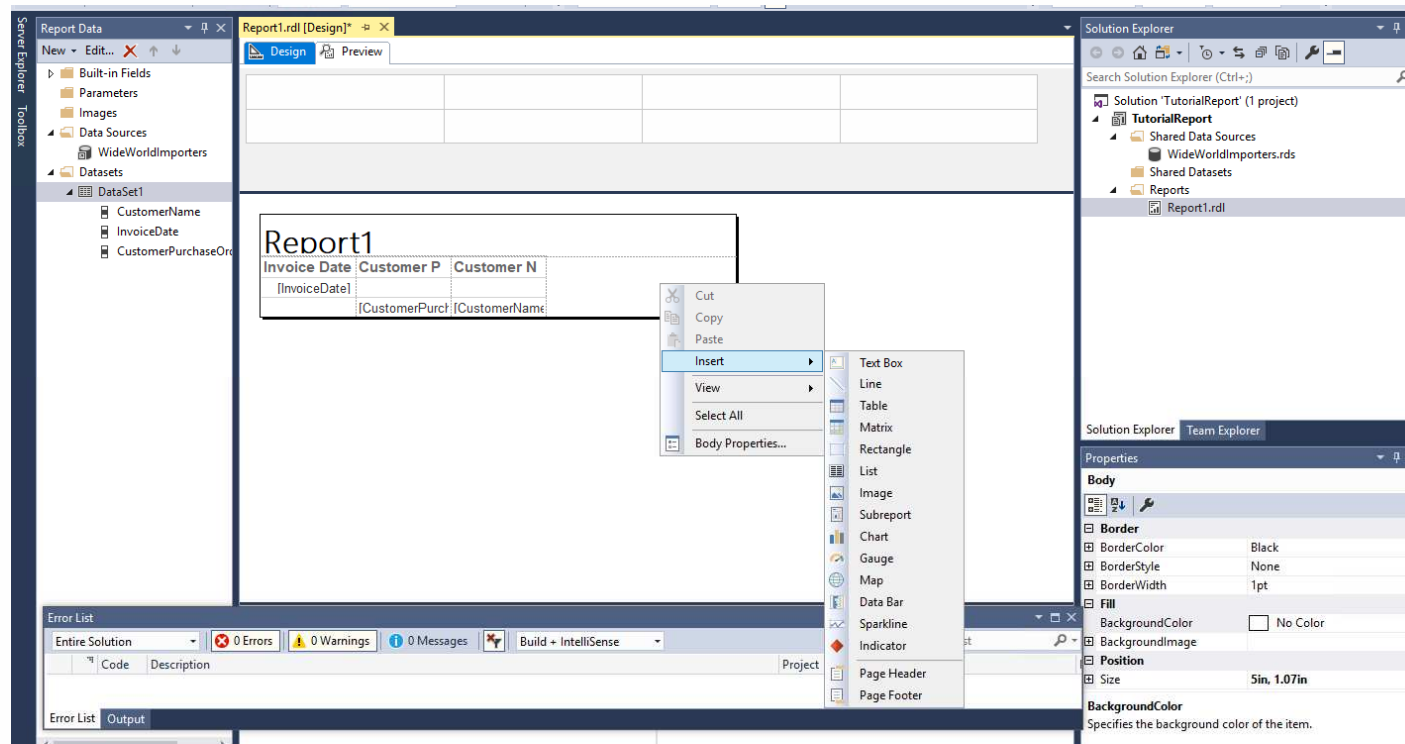 Server Explorer
Toolbox
Report Data
New
Edit...
Built-in Fields
Parameters
Images
Data Sources
WideWorldImporters
Datasets
DataSet1
CustomerName
InvoiceDate
CustomerPurchaseOrd
Report1.rdl [Design]*
Design
Preview
Report1
Invoice Date Customer P Customer N
[InvoiceDate]
[CustomerPurch [CustomerName
Cut
Copy
Paste
Insert
View
Select All
Body Properties...
Text Box
Line
Table
Matrix
Rectangle
List
Image
Subreport
Chart
Gauge
Map
Data Bar
Sparkline
Indicator
Page Header
Page Footer
Error List
Entire Solution
0 Errors
0 Warnings
0 Messages
Build + IntelliSense
st
Code Description Project
Error List Output
Solution Explorer
Search Solution Explorer (Ctrl+;)
Solution 'TutorialReport' (1 project)
TutorialReport
Shared Data Sources
WideWorldImporters.rds
Shared Datasets
Reports
Report1.rdl
Solution Explorer Team Explorer
Properties
Body
Border
BorderColor Black
BorderStyle None
BorderWidth 1pt
Fill
BackgroundColor No Color
BackgroundImage
Position
Size 5in, 1.07in
BackgroundColor
Specifies the background color of the item.